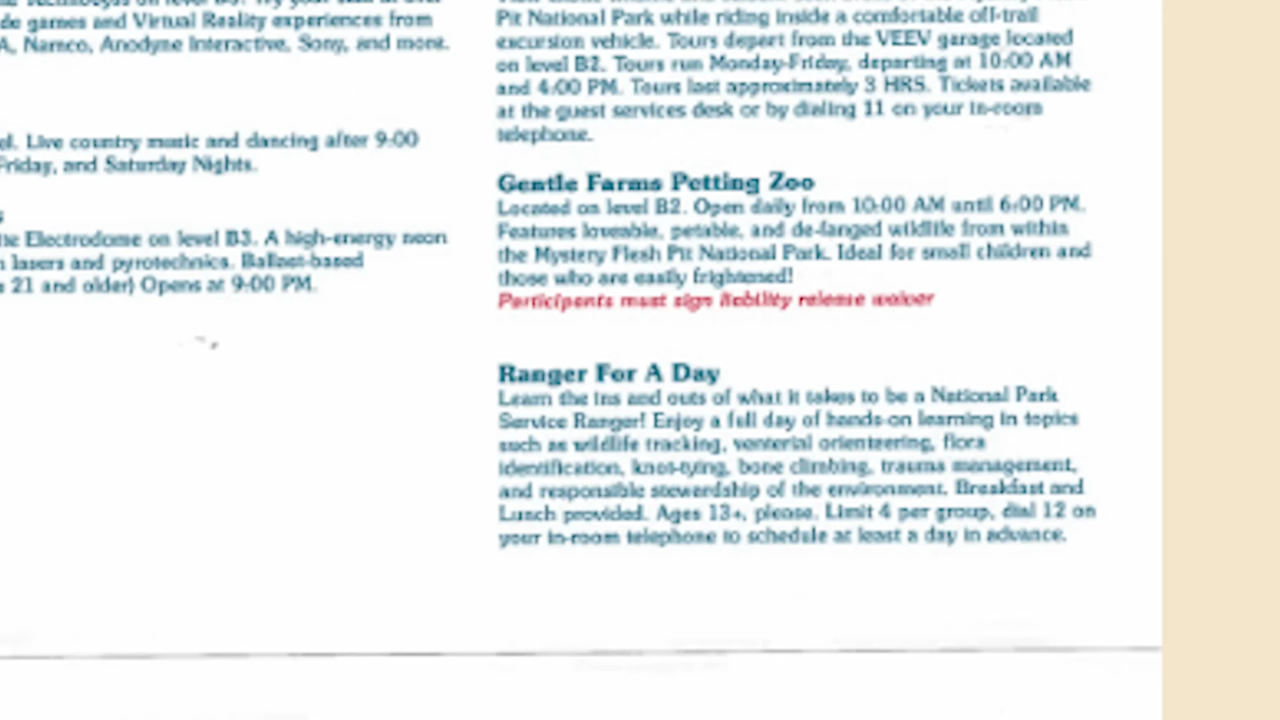 de games and Virtual Reality experiences from
A, Namco, Anodyne Interactive, Sony, and more.
el. Live country music and dancing after 9:00
Friday, and Saturday Nights.
s
te Electrodome on level B3. A high-energy neon
n lasers and pyrotechnics. Ballast-based
s 21 and older) Opens at 9:00 PM.
Pit National Park while riding inside a comfortable off-trail
excursion vehicle. Tours depart from the VEEV garage located
on level B2. Tours run Monday-Friday, departing at 10:00 AM
and 4:00 PM. Tours last approximately 3 HRS. Tickets available
at the guest services desk or by dialing 11 on your in-room
telephone.
Gentle Farms Petting Zoo
Located on level B2. Open daily from 10:00 AM until 6:00 PM.
Features loveable, petable, and de-fanged wildlife from within
the Mystery Flesh Pit National Park. Ideal for small children and
those who are easily frightened!
Participants must sign liability release waiver
Ranger For A Day
Learn the ins and outs of what it takes to be a National Park
Service Ranger! Enjoy a full day of hands-on learning in topics
such as wildlife tracking, venterial orienteering, flora
identification, knot-tying, bone climbing, trauma management,
and responsible stewardship of the environment. Breakfast and
Lunch provided. Ages 13+, please. Limit 4 per group, dial 12 on
your in-room telephone to schedule at least a day in advance.